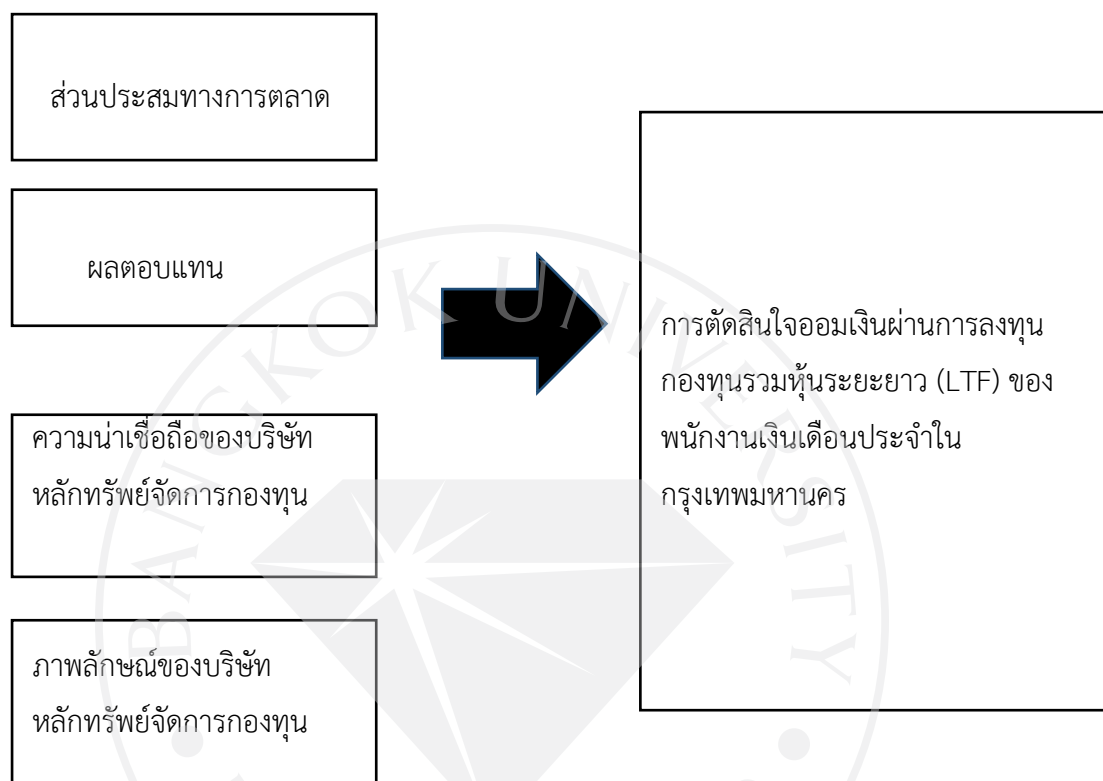 ส่วนประสมทางการตลาด
ผลตอบแทน
ความน่าเชื่อถือของบริษัท
หลักทรัพย์จัดการกองทุน
ภาพลักษณ์ของบริษัท
หลักทรัพย์จัดการกองทุน
การตัดสินใจออมเงินผ่านการลงทุน
กองทุนรวมหุ้นระยะยาว (LTF) ของ
พนักงานเงินเดือนประจำใน
กรุงเทพมหานคร
BANGKOK UNIVERSITY